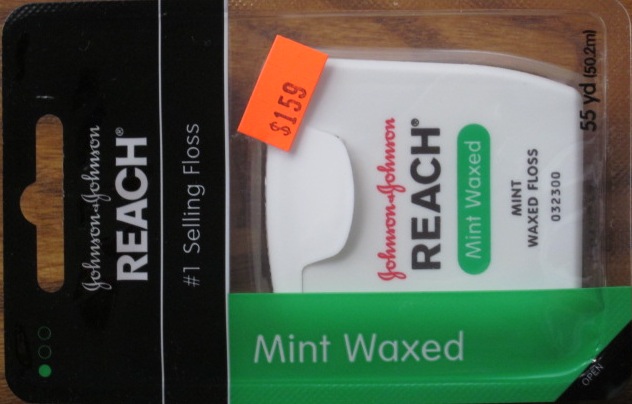 Johnson & Johnson
REACH®
#1 Selling Floss
$159
Johnson & Johnson
REACH®
Mint Waxed
MINT
WAXED FLOSS
032300
55 yd (50.2m)
Mint Waxed
OPEN